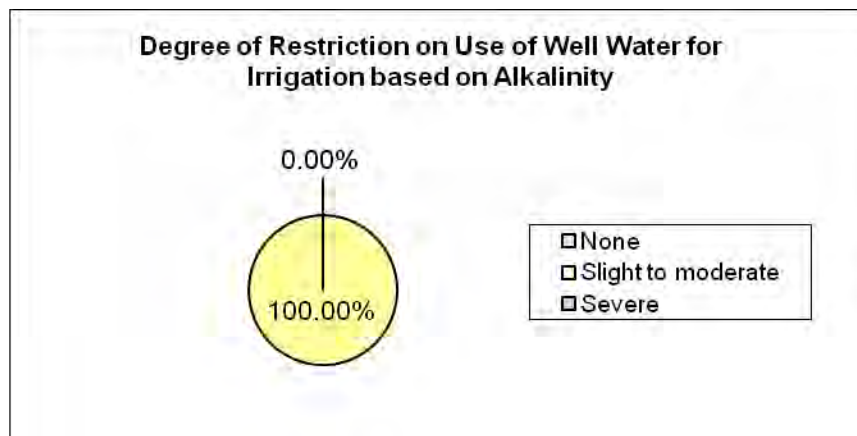 Degree of Restriction on Use of Well Water for
Irrigation based on Alkalinity
0.00%
100.00%
None
Slight to moderate
Severe